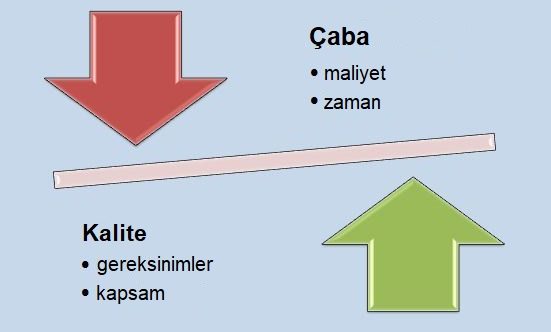 Çaba
• maliyet
• zaman
Kalite
• gereksinimler
• kapsam